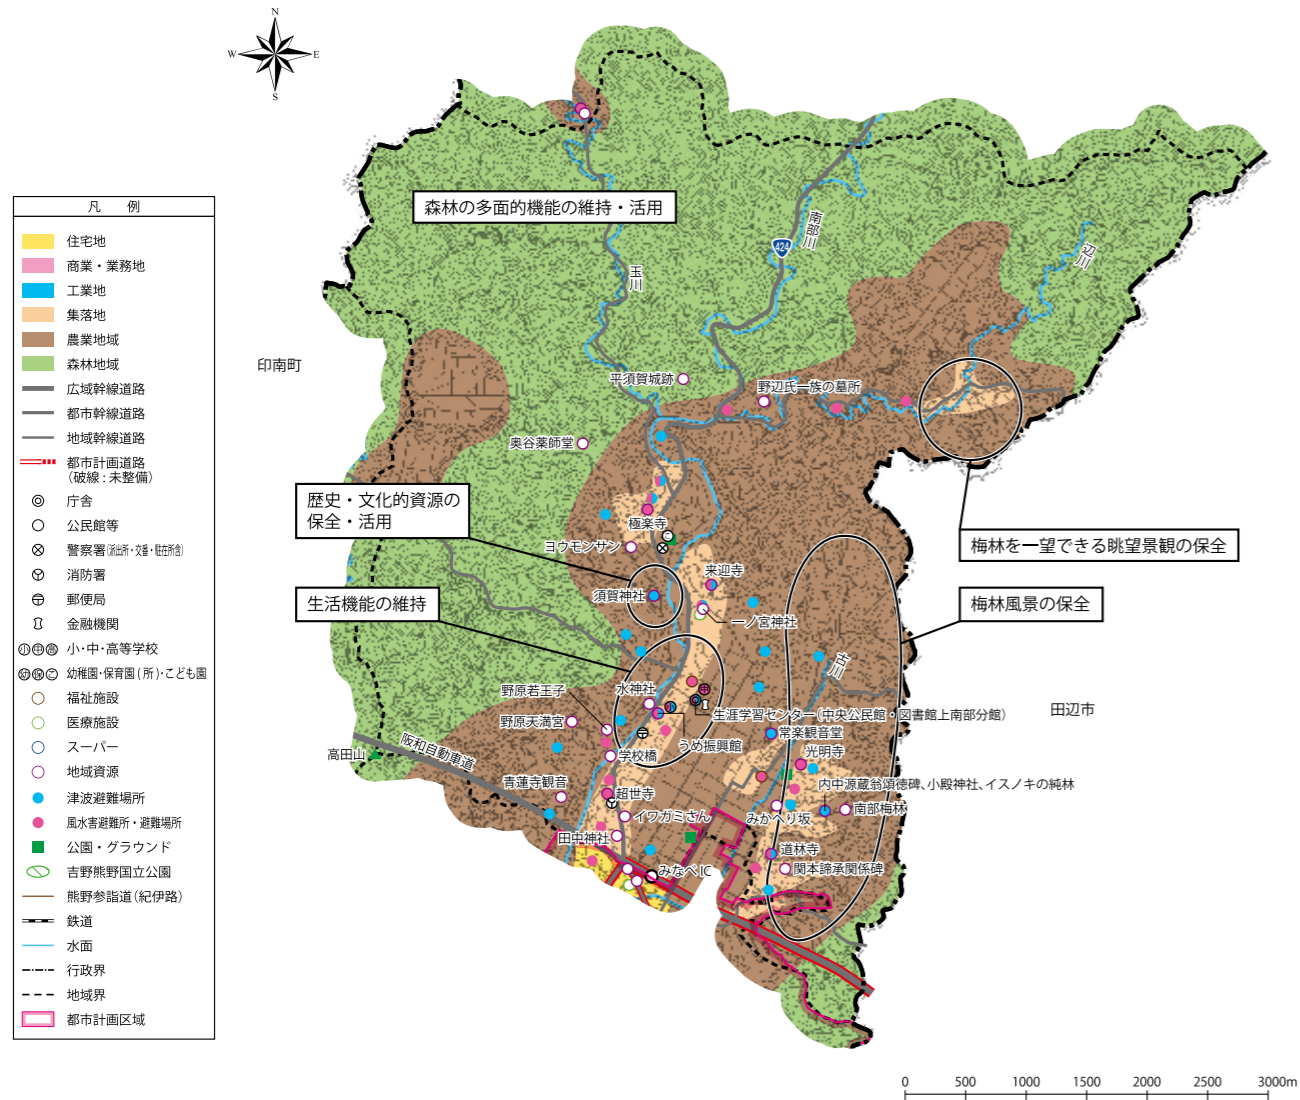 N
W
E
S
凡 例
住宅地
商業・業務地
工業地
集落地
農業地域
森林地域
広域幹線道路
都市幹線道路
地域幹線道路
都市計画道路
(破線:未整備)
庁舎
公民館等
警察署(派出所・交番・駐在所含)
消防署
郵便局
金融機関
小 中 高 小・中・高等学校
幼 保 こ 幼稚園・保育園(所)・こども園
福祉施設
医療施設
スーパー
地域資源
津波避難場所
風水害避難所・避難場所
公園・グラウンド
吉野熊野国立公園
熊野参詣道(紀伊路)
鉄道
水面
行政界
地域界
都市計画区域
森林の多面的機能の維持・活用
南部川
424
辺川
玉川
印南町
平須賀城跡
野辺氏一族の墓所
奥谷薬師堂
歴史・文化的資源の
保全・活用
極楽寺
こ
ヨウモンサン
梅林を一望できる眺望景観の保全
来迎寺
須賀神社
生活機能の維持
梅林風景の保全
一ノ宮神社
古川
水神社
野原若王子
中
野原天満宮
生涯学習センター(中央公民館・図書館上南部分館)
田辺市
常楽観音堂
うめ振興館
阪和自動車道
高田山
学校橋
光明寺
青蓮寺観音
超世寺
内中源蔵翁頌徳碑、小殿神社、イスノキの純林
南部梅林
イワガミさん
みかへり坂
田中神社
道林寺
みなべIC
関本諦承関係碑
0 500 1000 1500 2000 2500 3000m